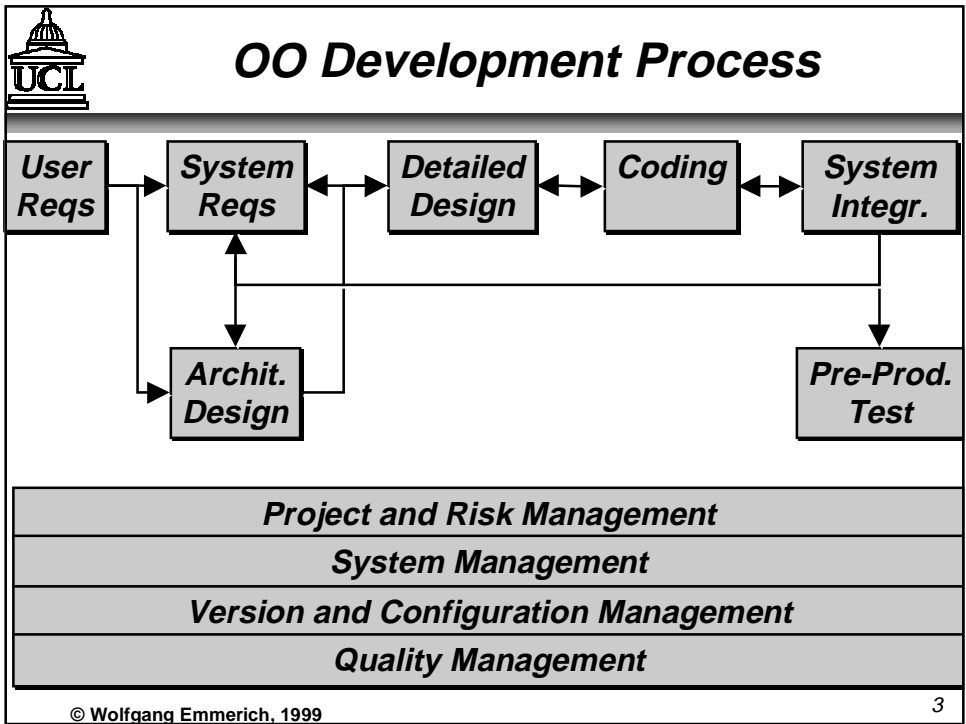 UCL
OO Development Process
User
Reqs
System
Reqs
Detailed
Design
Coding
System
Integr.
Archit.
Design
Pre-Prod.
Test
Project and Risk Management
System Management
Version and Configuration Management
Quality Management
© Wolfgang Emmerich, 1999
3